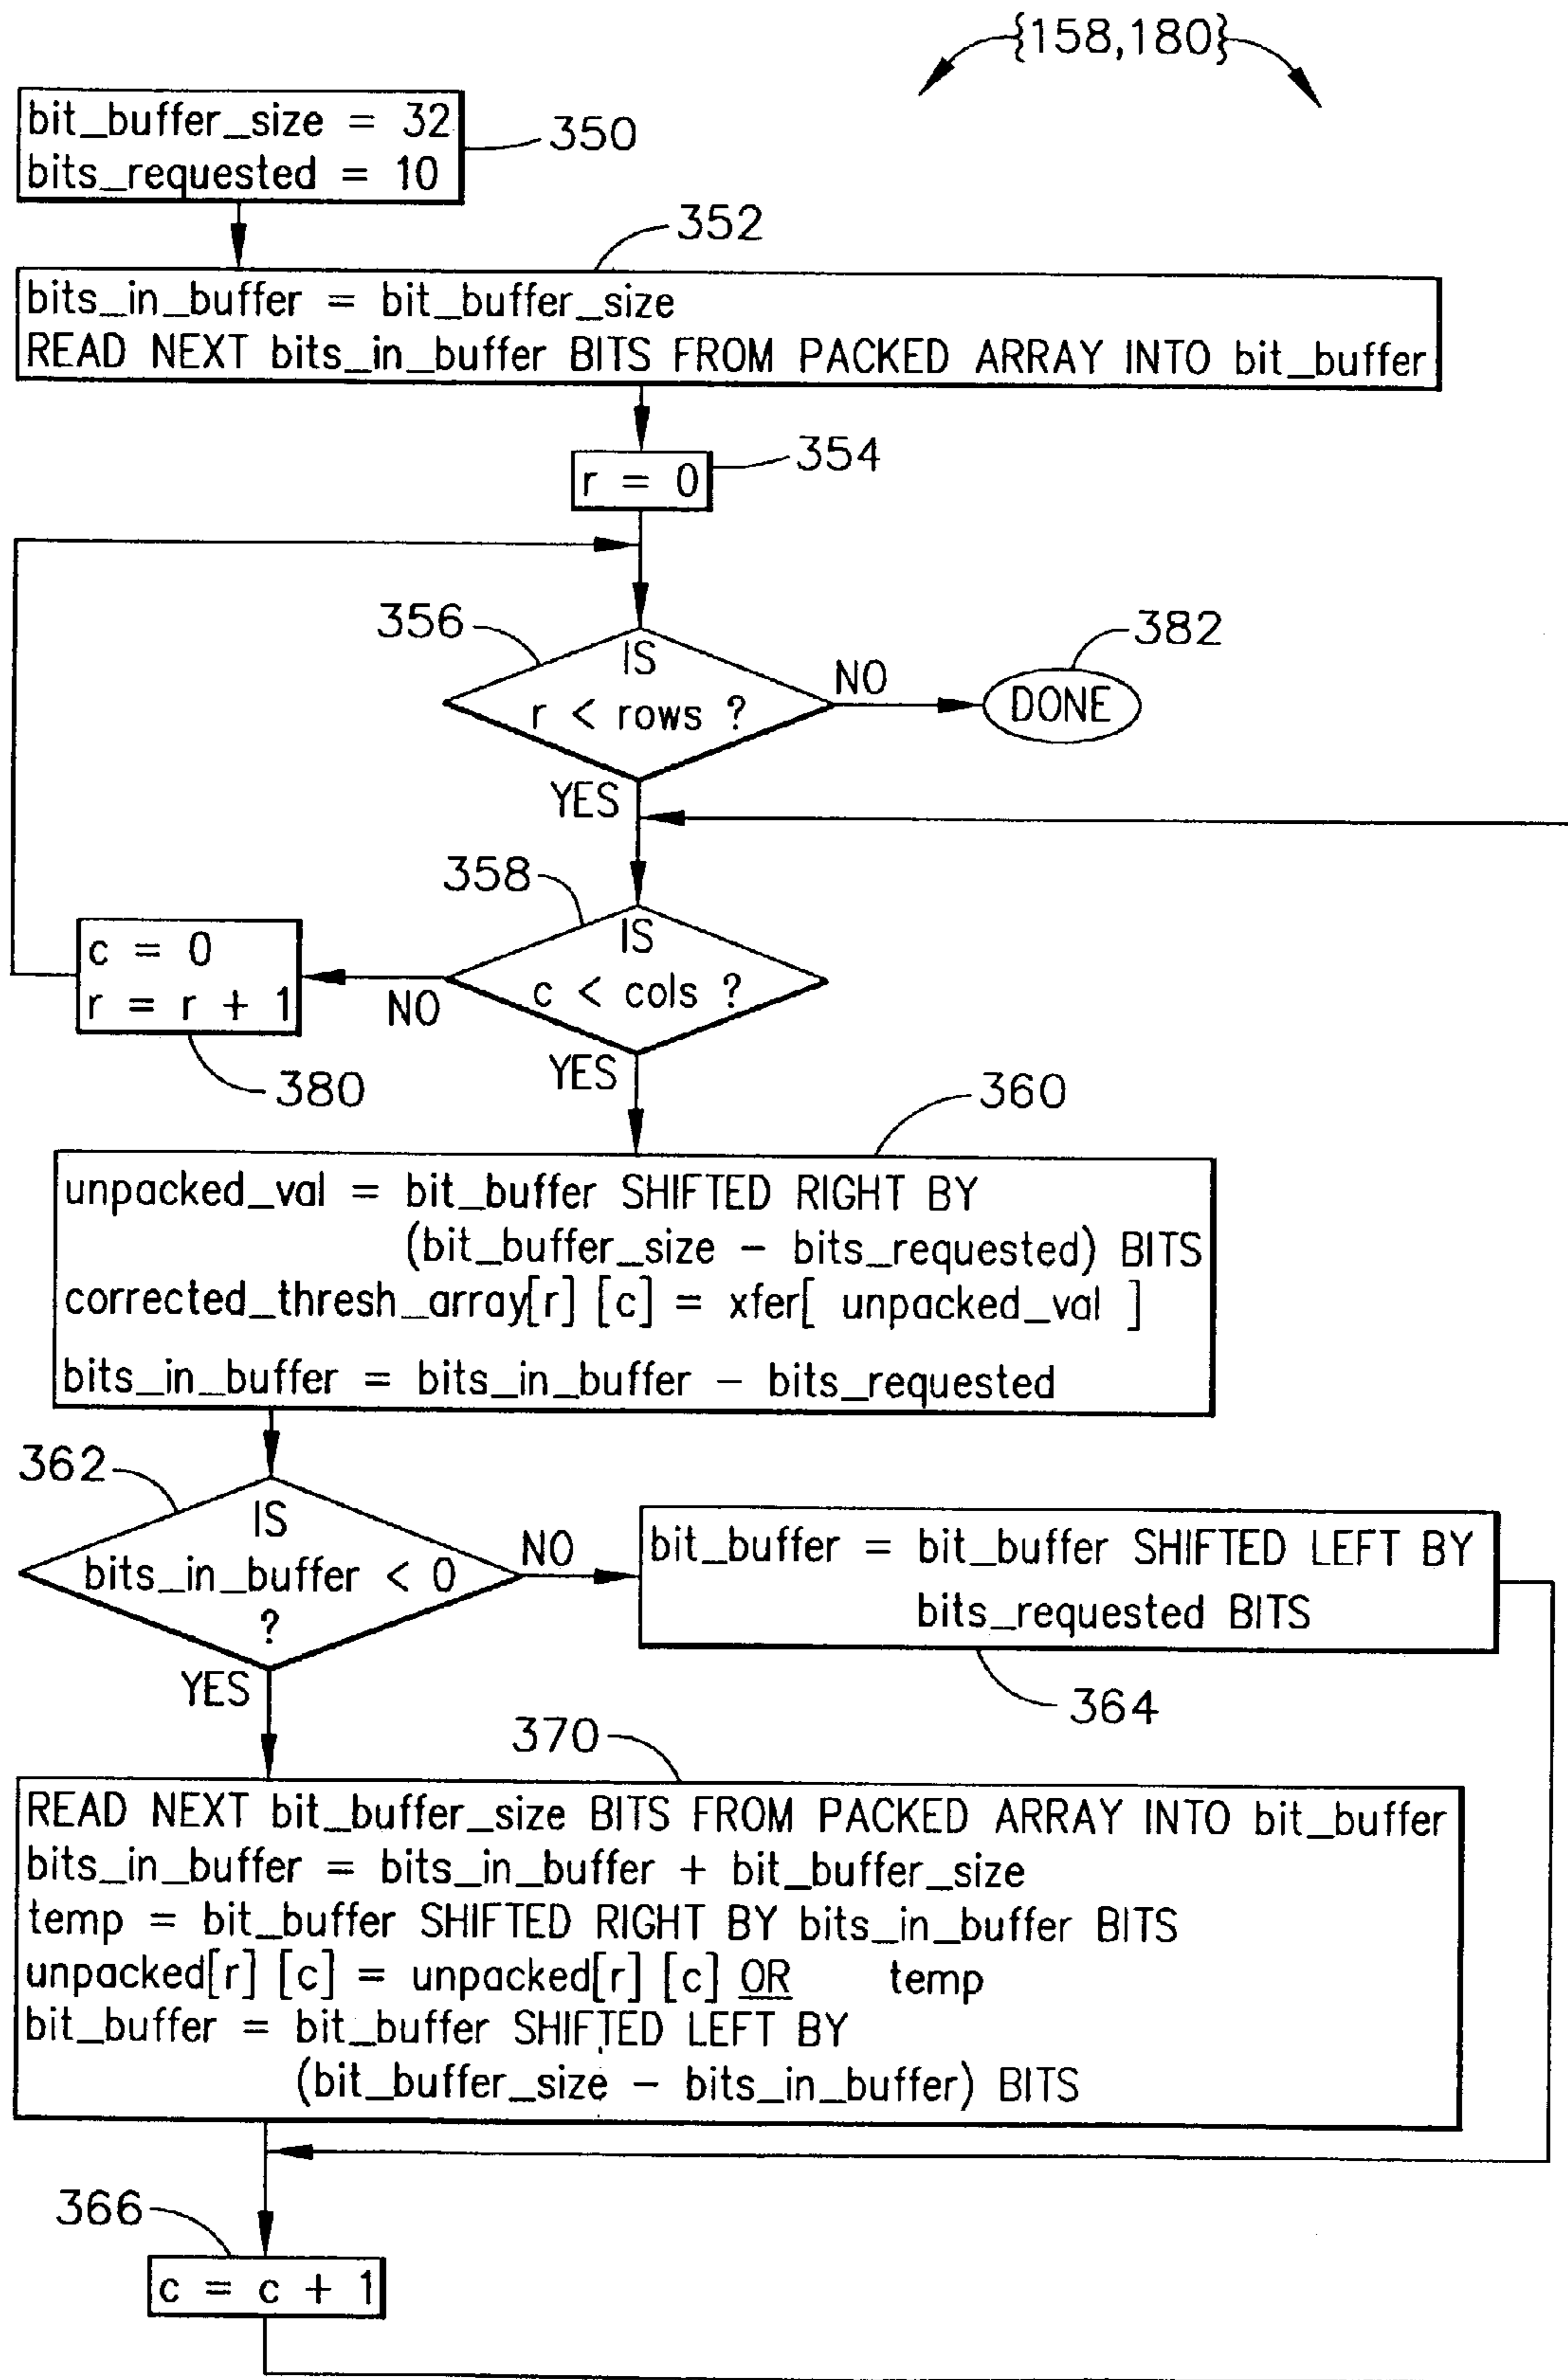 {158,180}
bit_buffer_size = 32
bits_requested = 10
350
352
bits_in_buffer = bit_buffer_size
READ NEXT bits_in_buffer BITS FROM PACKED ARRAY INTO bit_buffer
354
r = 0
356
IS
r < rows ?
NO
382
DONE
YES
358
IS
c < cols ?
NO
c = 0
r = r + 1
380
YES
360
unpacked_val = bit_buffer SHIFTED RIGHT BY
(bit_buffer_size - bits_requested) BITS
corrected_thresh_array[r] [c] = xfer[ unpacked_val ]
bits_in_buffer = bits_in_buffer - bits_requested
362
IS
bits_in_buffer < 0
?
NO
bit_buffer = bit_buffer SHIFTED LEFT BY
bits_requested BITS
364
YES
370
READ NEXT bit_buffer_size BITS FROM PACKED ARRAY INTO bit_buffer
bits_in_buffer = bits_in_buffer + bit_buffer_size
temp = bit_buffer SHIFTED RIGHT BY bits_in_buffer BITS
unpacked[r] [c] = unpacked[r] [c] OR temp
bit_buffer = bit_buffer SHIFTED LEFT BY
(bit_buffer_size - bits_in_buffer) BITS
366
c = c + 1